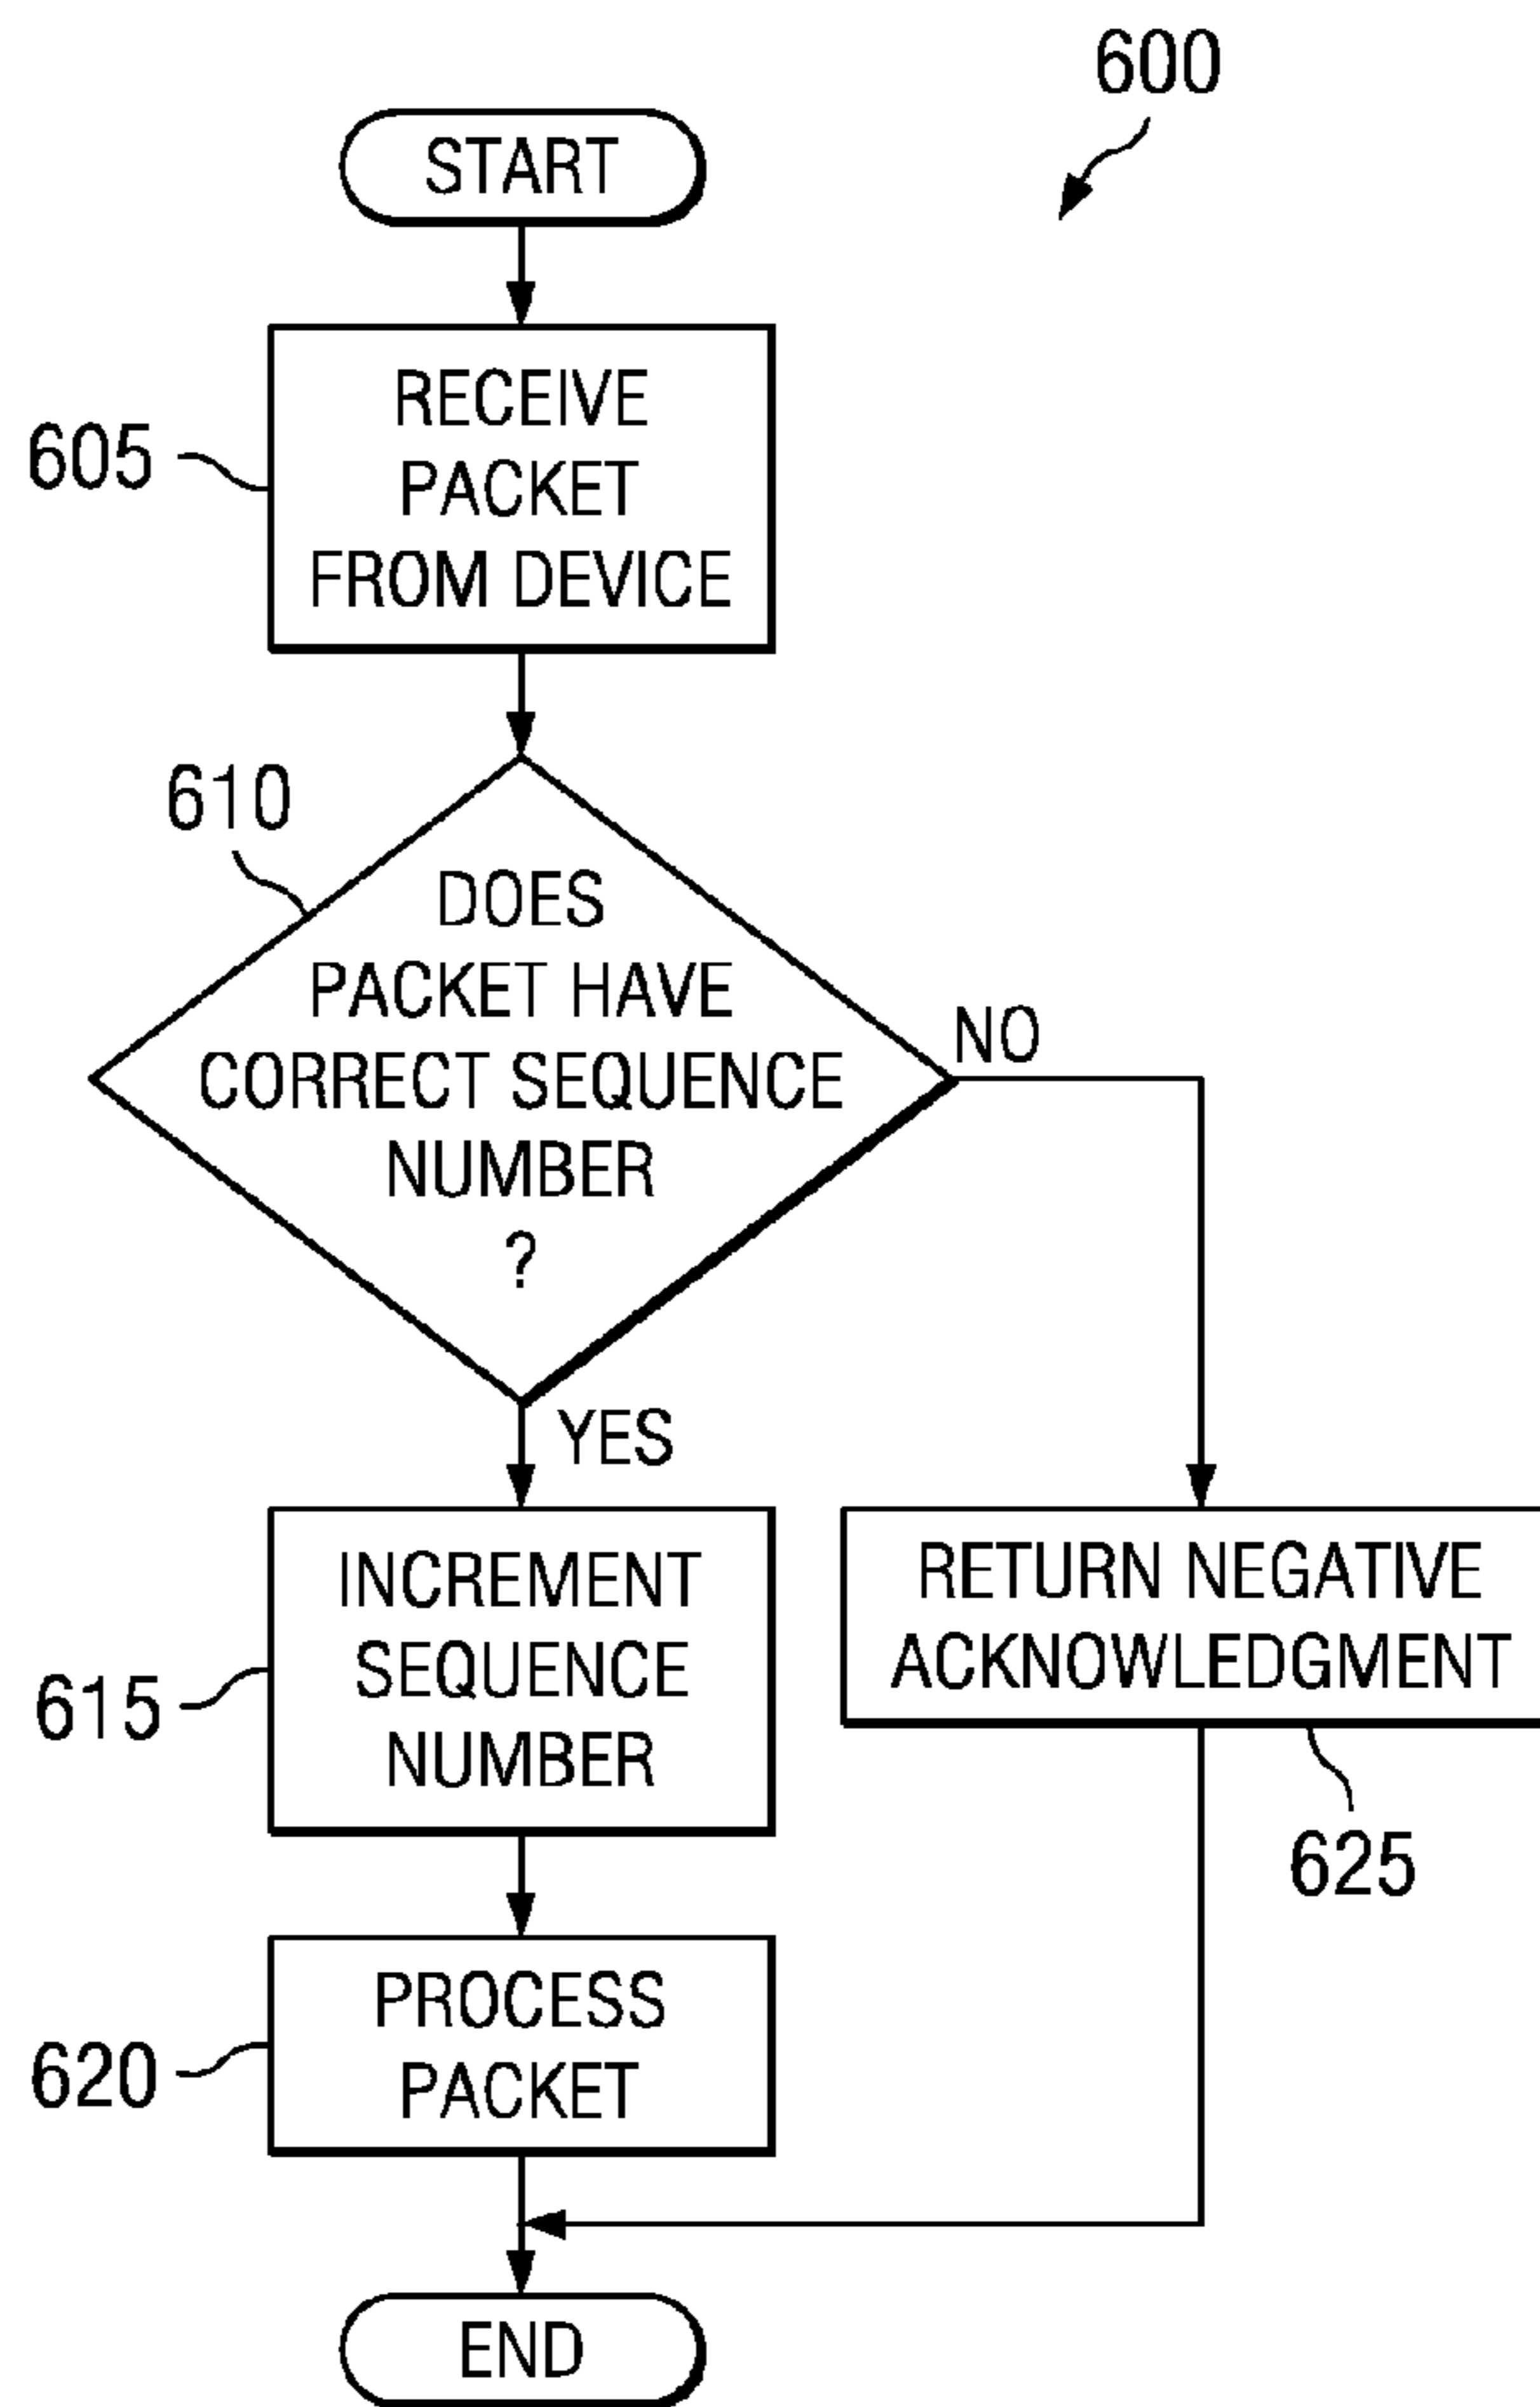 600
START
RECEIVE
PACKET
FROM DEVICE
605
610
DOES
PACKET HAVE
CORRECT SEQUENCE
NUMBER
?
NO
YES
INCREMENT
SEQUENCE
NUMBER
615
RETURN NEGATIVE
ACKNOWLEDGMENT
625
PROCESS
PACKET
620
END